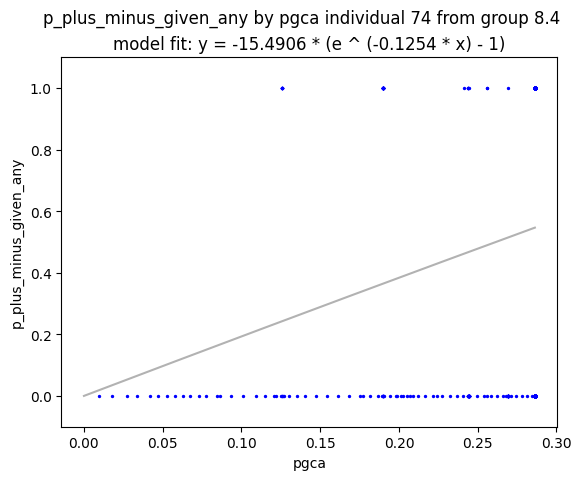 p_plus_minus_given_any by pgca individual 74 from group 8.4
model fit: y = -15.4906 * (e ^ (-0.1254 * x) - 1)
1.0
0.8
0.6
0.4
0.2
0.0
p_plus_minus_given_any
0.00 0.05 0.10 0.15 0.20 0.25 0.30
pgca